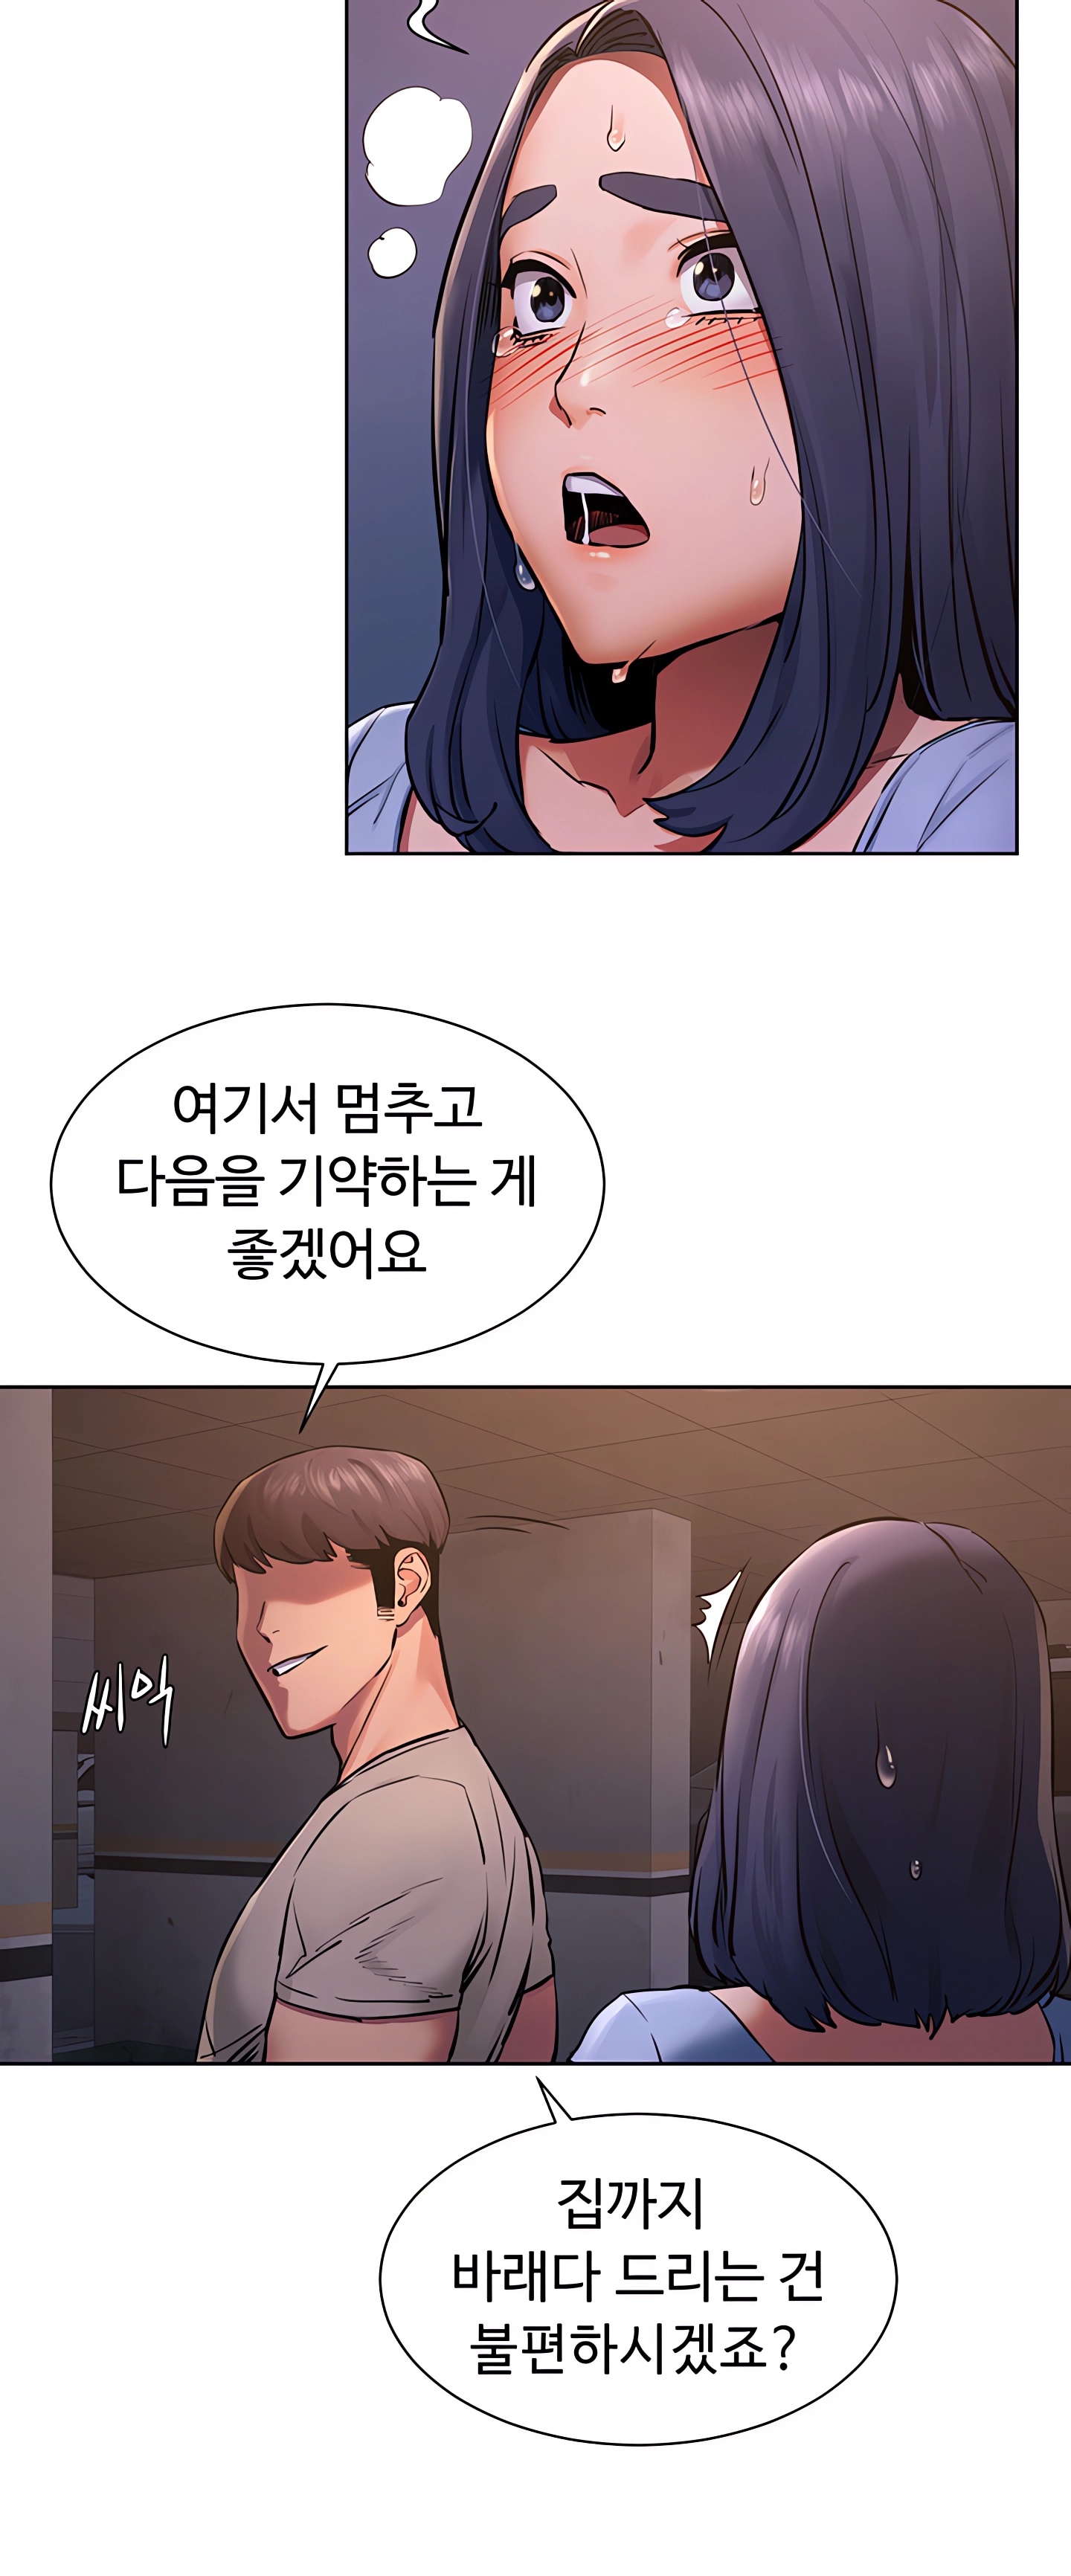 여기서 멈추고
다음을 기약하는 게
좋겠어요
씨익
집까지
바래다 드리는 건
불편하시겠죠?